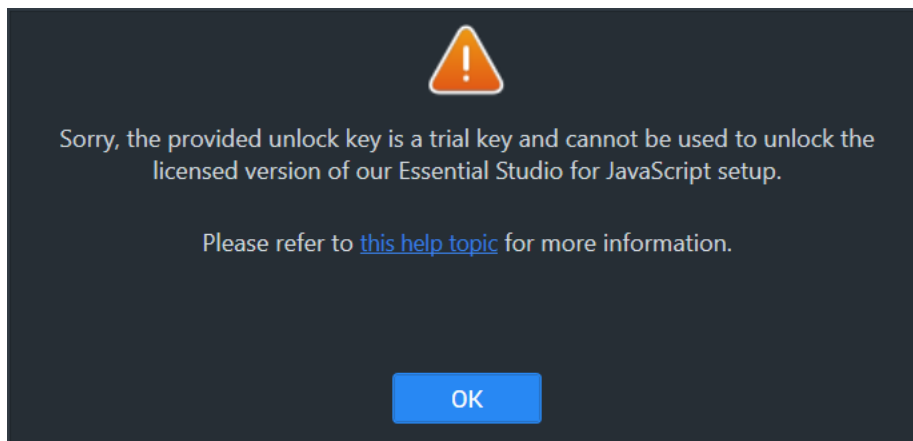 Sorry, the provided unlock key is a trial key and cannot be used to unlock the
licensed version of our Essential Studio for JavaScript setup.
Please refer to this help topic for more information.
OK